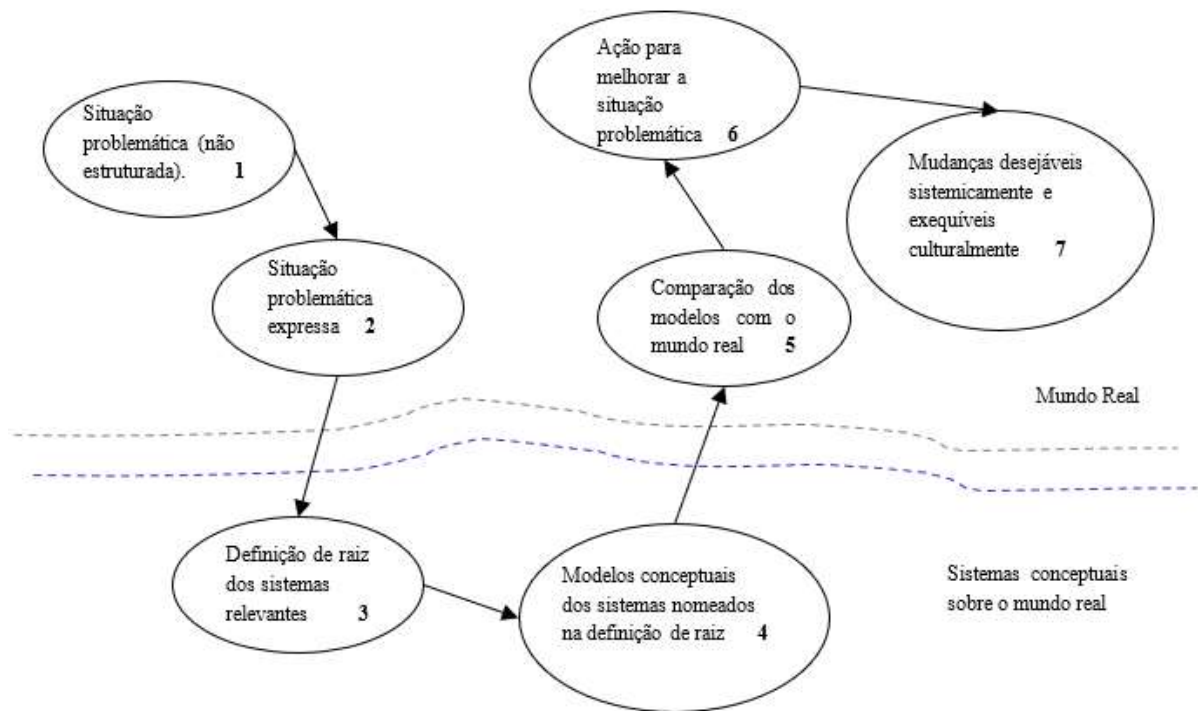 Situação
problemática (não
estruturada). 1
Situação
problemática
expressa 2
Definição de raiz
dos sistemas
relevantes 3
Modelos conceptuais
dos sistemas nomeados
na definição de raiz 4
Comparação dos
modelos com o
mundo real 5
Ação para
melhorar a
situação
problemática 6
Mudanças desejáveis
sistemicamente e
exequíveis
culturalmente 7
Mundo Real
Sistemas conceptuais
sobre o mundo real